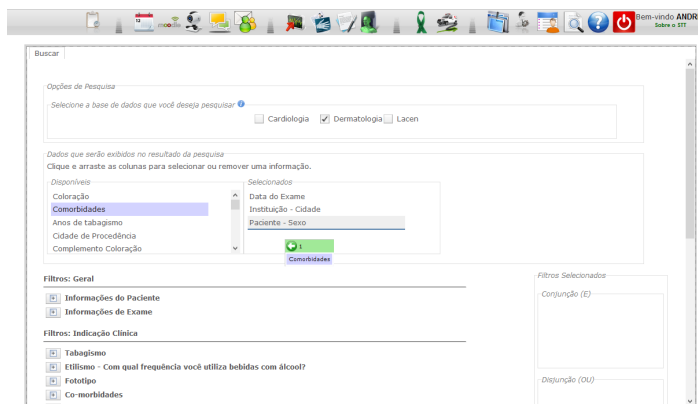 12
moodle
Bem-vindo ANDR
Sobre o STT
Buscar
Opções de Pesquisa
Selecione a base de dados que você deseja pesquisar
Cardiologia Dermatologia Lacen
Dados que serão exibidos no resultado da pesquisa
Clique e arraste as colunas para selecionar ou remover uma informação.
Disponíveis
Coloração
Comorbidades
Anos de tabagismo
Cidade de Procedência
Complemento Coloração
Selecionados
Data do Exame
Instituição - Cidade
Paciente - Sexo
1
Comorbidades
Filtros: Geral
Informações do Paciente
Informações de Exame
Filtros: Indicação Clínica
Tabagismo
Etilismo - Com qual frequência você utiliza bebidas com álcool?
Fototipo
Co-morbidades
Filtros Selecionados
Conjunção (E)
Disjunção (OU)